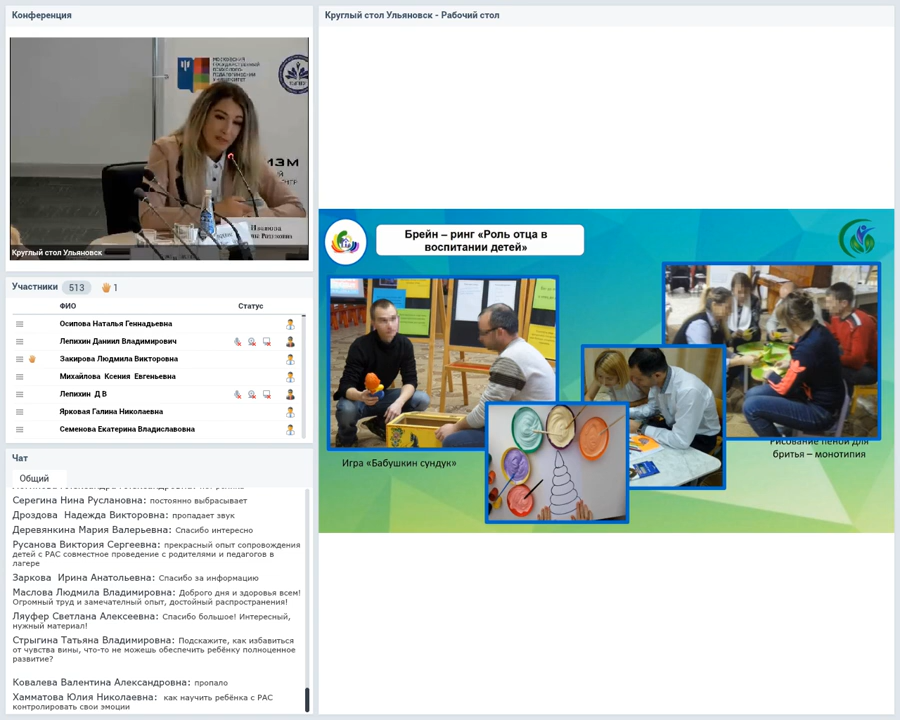 Конференция
МОСКОВСКИЙ
ГОСУДАРСТВЕННЫЙ
ПСИХОЛОГО-
ПЕДАГОГИЧЕСКИЙ
УНИВЕРСИТЕТ
Круглый стол Ульяновск
Участники 513 1
ФИО Статус
Осипова Наталья Геннадьевна
Лепихин Даниил Владимирович
Закирова Людмила Викторовна
Михайлова Ксения Евгеньевна
Лепихин Д В
Ярковая Галина Николаевна
Семенова Екатерина Владиславовна
Чат
Общий
Серегина Нина Руслановна: постоянно выбрасывает
Дроздова Надежда Викторовна: пропадает звук
Деревянкина Мария Валерьевна: Спасибо интересно
Русанова Виктория Сергеевна: прекрасный опыт сопровождения
детей с РАС совместное проведение с родителями и педагогов в
лагере
Заркова Ирина Анатольевна: Спасибо за информацию
Маслова Людмила Владимировна: Доброго дня и здоровья всем!
Огромный труд и замечательный опыт, достойный распространения!
Ляуфер Светлана Алексеевна: Спасибо большое! Интересный,
нужный материал!
Стрыгина Татьяна Владимировна: Подскажите, как избавиться
от чувства вины, что-то не можешь обеспечить ребёнку полноценное
развитие?
Ковалева Валентина Александровна: пропало
Хамматова Юлия Николаевна: как научить ребёнка с РАС
контролировать свои эмоции
Круглый стол Ульяновск - Рабочий стол
Брейн – ринг «Роль отца в
воспитании детей»
Игра «Бабушкин сундук»
Рисование пеной для
бритья – монотипия